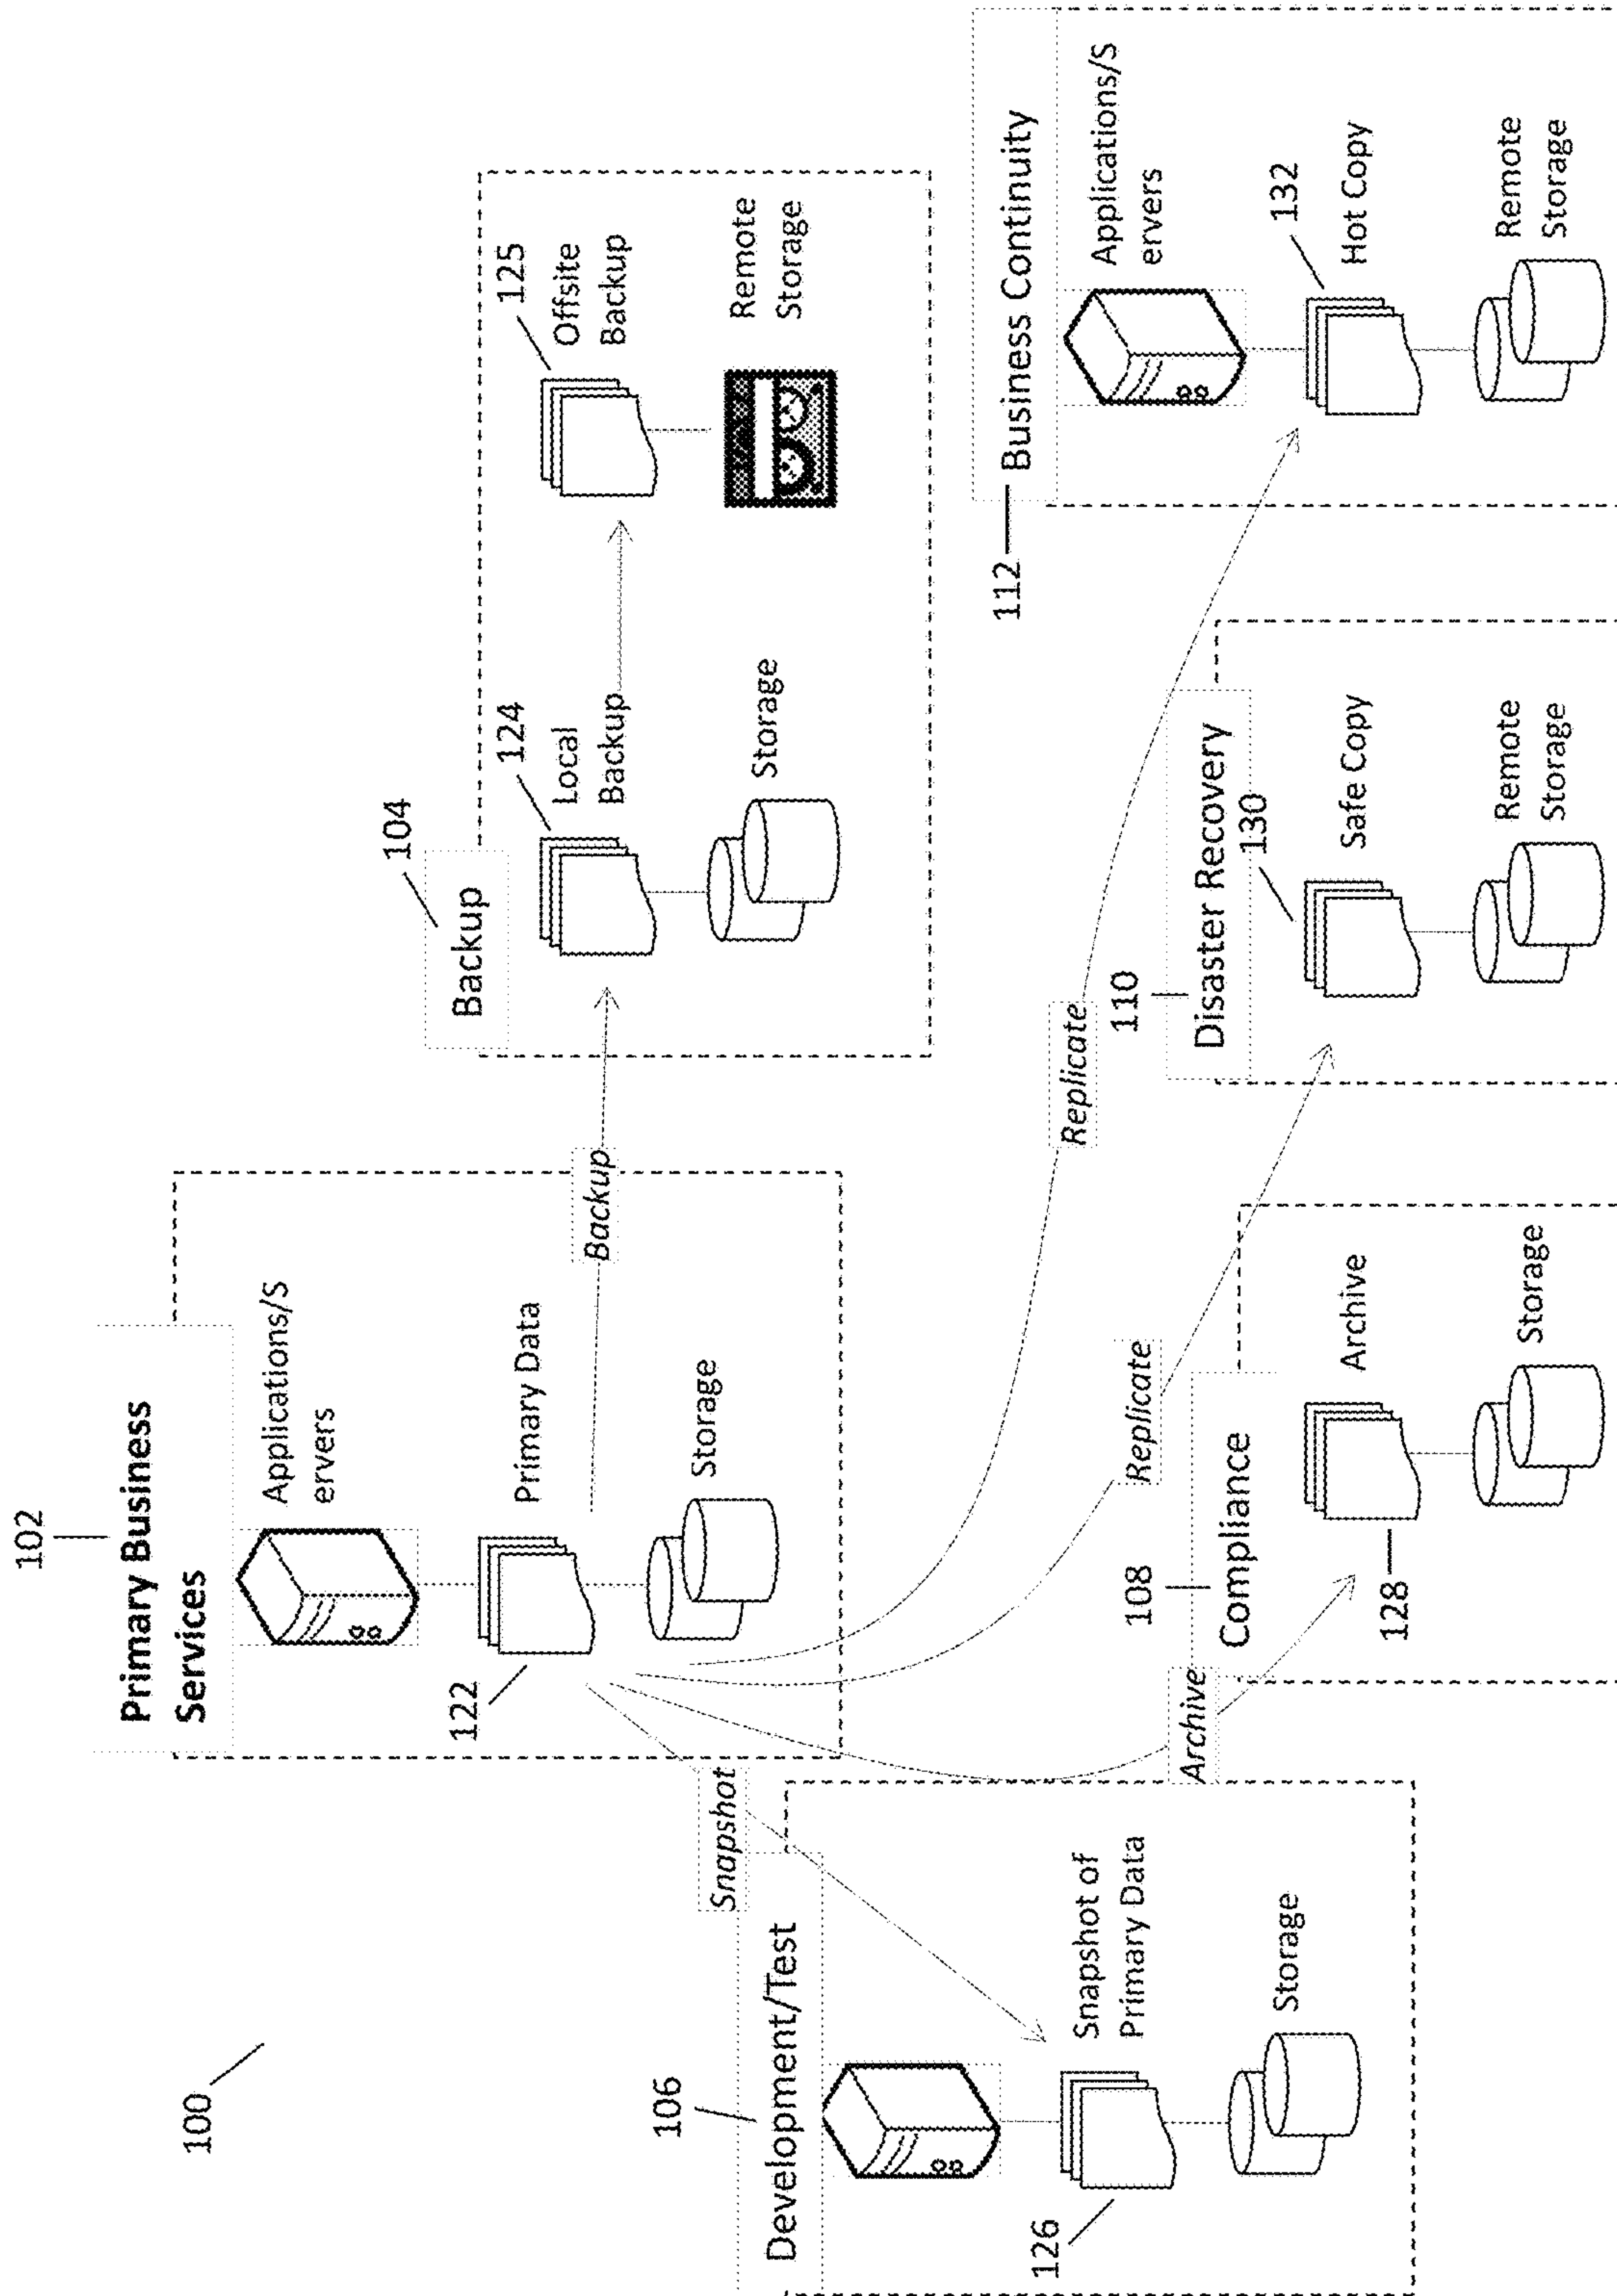 100
102
Primary Business
Services
Applications/S
ervers
122
Primary Data
Storage
Backup
104
Backup
124
Local
Backup
Storage
125
Offsite
Backup
Remote
Storage
Snapshot
106
Development/Test
126
Snapshot of
Primary Data
Storage
Archive
108
Compliance
128
Archive
Storage
Replicate
110
Disaster Recovery
130
Safe Copy
Remote
Storage
Replicate
112
Business Continuity
Applications/S
ervers
132
Hot Copy
Remote
Storage